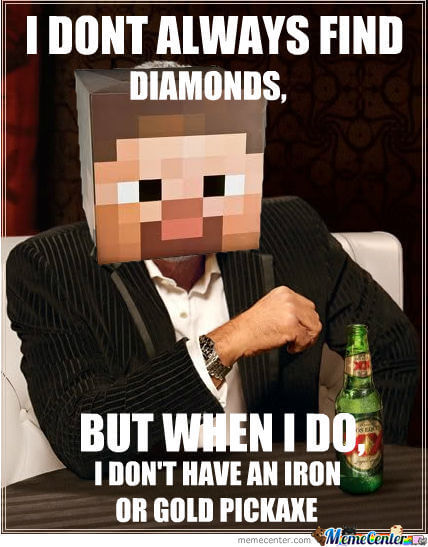 I DONT ALWAYS FIND
DIAMONDS,
BUT WHEN I DO,
I DON'T HAVE AN IRON
OR GOLD PICKAXE
memecenter.com MemeCenter